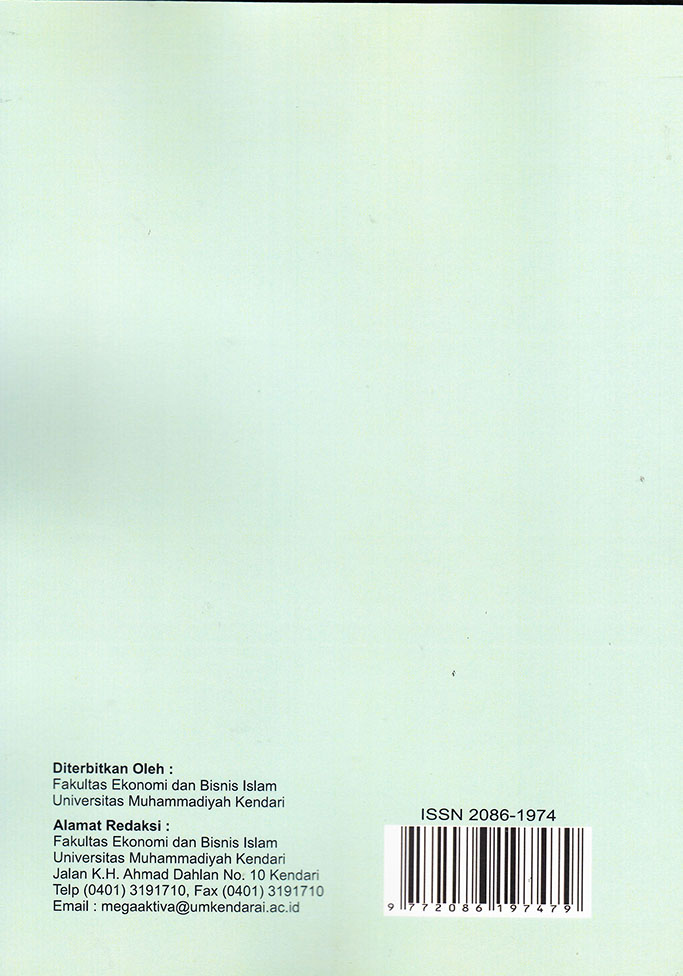 Diterbitkan Oleh :
Fakultas Ekonomi dan Bisnis Islam
Universitas Muhammadiyah Kendari
Alamat Redaksi :
Fakultas Ekonomi dan Bisnis Islam
Universitas Muhammadiyah Kendari
Jalan K.H. Ahmad Dahlan No. 10 Kendari
Telp (0401) 3191710, Fax (0401) 3191710
Email : megaaktiva@umkendarai.ac.id
ISSN 2086-1974
9 772086 197479